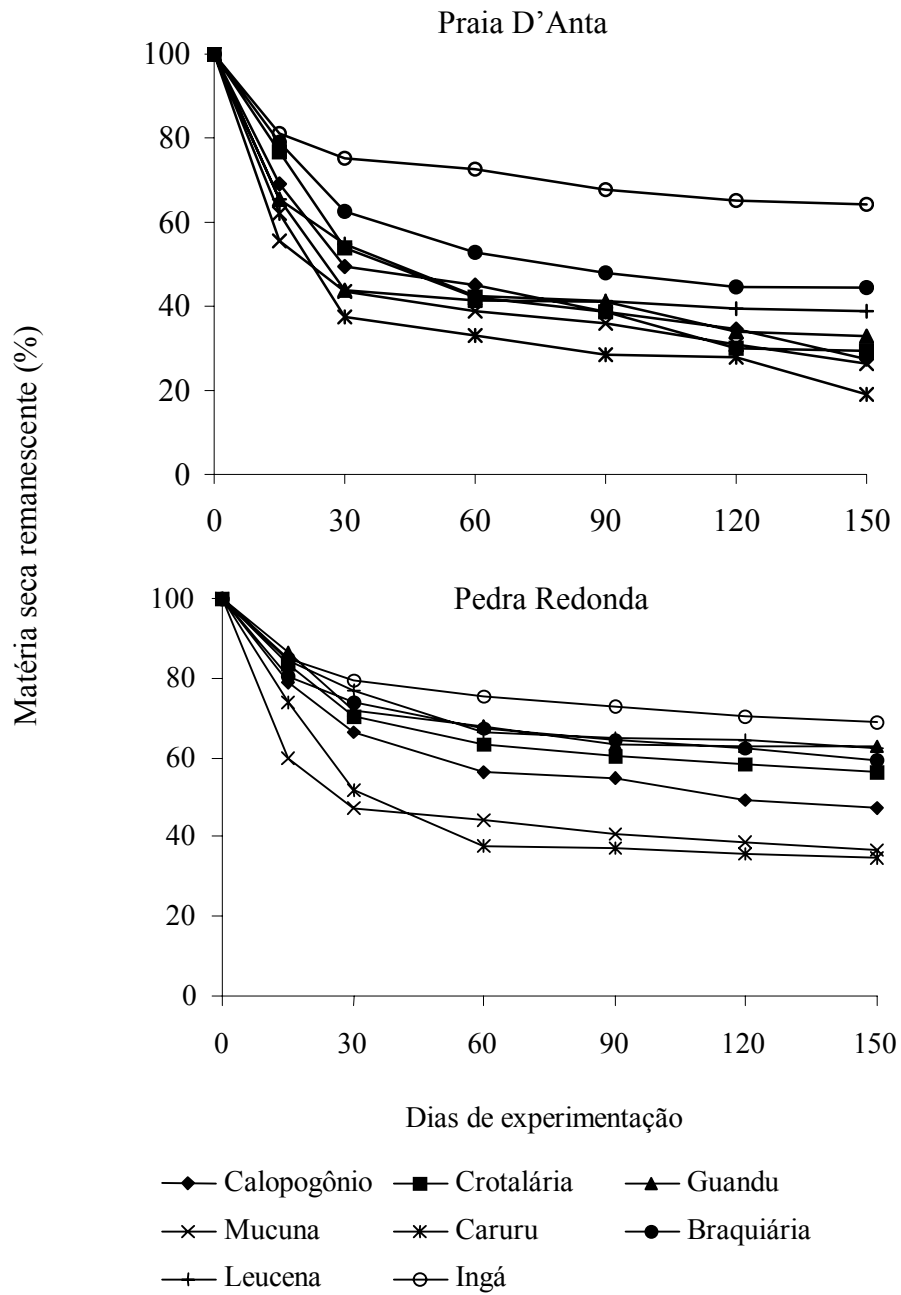 Praia D’Anta
100
80
60
40
20
0
0 30 60 90 120 150
Matéria seca remanescente (%)
Pedra Redonda
100
80
60
40
20
0
0 30 60 90 120 150
Dias de experimentação
Calopogônio Crotalária Guandu
Mucuna Caruru Braquiária
Leucena Ingá